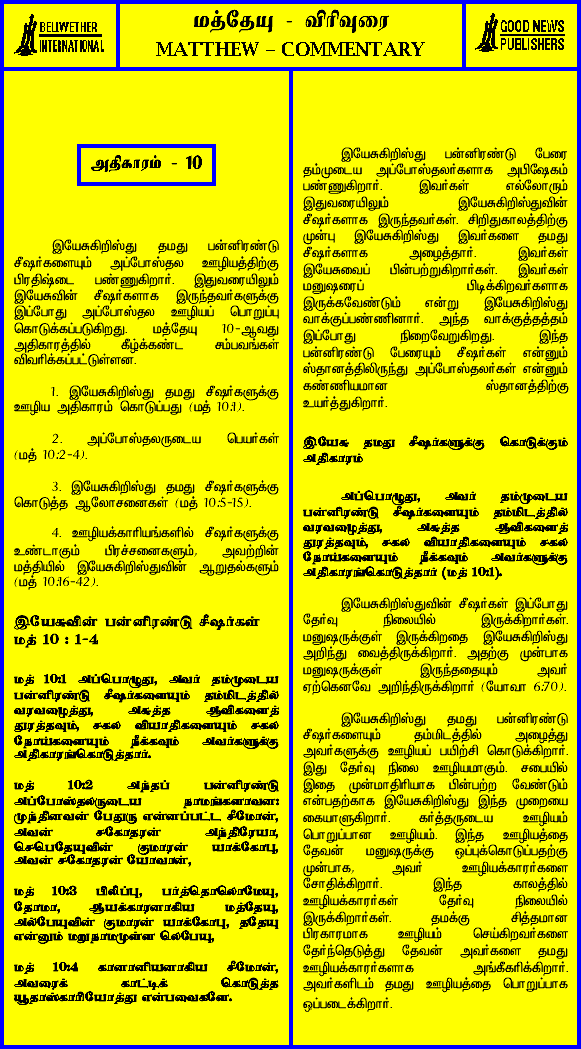 BELIWETHER
INTERNATIONAL
மத்தேயு - விரிவுரை
MATTHEW – COMMENTARY
GOOD NEWS
PUBLISHERS
அதிகாரம் - 10
இயேசுகிறிஸ்து தமது பன்னிரண்டு
சீஷர்களையும் அப்போஸ்தல ஊழியத்திற்கு
பிரதிஷ்டை பண்ணுகிறார். இதுவரையிலும்
இயேசுவின் சீஷர்களாக இருந்தவர்களுக்கு
இப்போது அப்போஸ்தல ஊழியப் பொறுப்பு
கொடுக்கப்படுகிறது. மத்தேயு 10-ஆவது
அதிகாரத்தில் கீழ்க்கண்ட சம்பவங்கள்
விவரிக்கப்பட்டுள்ளன.
1. இயேசுகிறிஸ்து தமது சீஷர்களுக்கு
ஊழிய அதிகாரம் கொடுப்பது (மத் 10:1).
2. அப்போஸ்தலருடைய பெயர்கள்
(மத் 10:2-4).
3. இயேசுகிறிஸ்து தமது சீஷர்களுக்கு
கொடுத்த ஆலோசனைகள் (மத் 10:5-15).
4. ஊழியக்காரியங்களில் சீஷர்களுக்கு
உண்டாகும் பிரச்சனைகளும், அவற்றின்
மத்தியில் இயேசுகிறிஸ்துவின் ஆறுதல்களும்
(மத் 10:16-42).
இயேசுவின் பன்னிரண்டு சீஷர்கள்
மத் 10 : 1-4
மத் 10:1 அப்பொழுது, அவர் தம்முடைய
பன்னிரண்டு சீஷர்களையும் தம்மிடத்தில்
வரவழைத்து, அசுத்த ஆவிகளைத்
துரத்தவும், சகல வியாதிகளையும் சகல
நோய்களையும் நீக்கவும் அவர்களுக்கு
அதிகாரங்கொடுத்தார்.
மத் 10:2 அந்தப் பன்னிரண்டு
அப்போஸ்தலருடைய நாமங்களாவன:
முந்தினவன் பேதுரு என்னப்பட்ட சீமோன்,
அவன் சகோதரன் அந்திரேயா,
செபெதேயுவின் குமாரன் யாக்கோபு,
அவன் சகோதரன் யோவான்,
மத் 10:3 பிலிப்பு, பர்த்தொலொமேயு,
தோமா, ஆயக்காரனாகிய மத்தேயு,
அல்பேயுவின் குமாரன் யாக்கோபு, ததேயு
என்னும் மறுநாமமுள்ள லெபேயு,
மத் 10:4 கானானியனாகிய சீமோன்,
அவரைக் காட்டிக் கொடுத்த
யூதாஸ்காரியோத்து என்பவைகளே.
இயேசுகிறிஸ்து பன்னிரண்டு பேரை
தம்முடைய அப்போஸ்தலர்களாக அபிஷேகம்
பண்ணுகிறார். இவர்கள் எல்லோரும்
இதுவரையிலும் இயேசுகிறிஸ்துவின்
சீஷர்களாக இருந்தவர்கள். சிறிதுகாலத்திற்கு
முன்பு இயேசுகிறிஸ்து இவர்களை தமது
சீஷர்களாக அழைத்தார். இவர்கள்
இயேசுவைப் பின்பற்றுகிறார்கள். இவர்கள்
மனுஷரைப் பிடிக்கிறவர்களாக
இருக்கவேண்டும் என்று இயேசுகிறிஸ்து
வாக்குப்பண்ணினார். அந்த வாக்குத்தத்தம்
இப்போது நிறைவேறுகிறது. இந்த
பன்னிரண்டு பேரையும் சீஷர்கள் என்னும்
ஸ்தானத்திலிருந்து அப்போஸ்தலர்கள் என்னும்
கண்ணியமான ஸ்தானத்திற்கு
உயர்த்துகிறார்.
இயேசு தமது சீஷர்களுக்கு கொடுக்கும்
அதிகாரம்
அப்பொழுது, அவர் தம்முடைய
பன்னிரண்டு சீஷர்களையும் தம்மிடத்தில்
வரவழைத்து, அசுத்த ஆவிகளைத்
துரத்தவும், சகல வியாதிகளையும் சகல
நோய்களையும் நீக்கவும் அவர்களுக்கு
அதிகாரங்கொடுத்தார் (மத் 10:1).
இயேசுகிறிஸ்துவின் சீஷர்கள் இப்போது
தேர்வு நிலையில் இருக்கிறார்கள்.
மனுஷருக்குள் இருக்கிறதை இயேசுகிறிஸ்து
அறிந்து வைத்திருக்கிறார். அதற்கு முன்பாக
மனுஷருக்குள் இருந்ததையும் அவர்
ஏற்கெனவே அறிந்திருக்கிறார் (யோவா 6:70).
இயேசுகிறிஸ்து தமது பன்னிரண்டு
சீஷர்களையும் தம்மிடத்தில் அழைத்து
அவர்களுக்கு ஊழியப் பயிற்சி கொடுக்கிறார்.
இது தேர்வு நிலை ஊழியமாகும். சபையில்
இதை முன்மாதிரியாக பின்பற்ற வேண்டும்
என்பதற்காக இயேசுகிறிஸ்து இந்த முறையை
கையாளுகிறார். கர்த்தருடைய ஊழியம்
பொறுப்பான ஊழியம். இந்த ஊழியத்தை
தேவன் மனுஷருக்கு ஒப்புக்கொடுப்பதற்கு
முன்பாக, அவர் ஊழியக்காரர்களை
சோதிக்கிறார். இந்த காலத்தில்
ஊழியக்காரர்கள் தேர்வு நிலையில்
இருக்கிறார்கள். தமக்கு சித்தமான
பிரகாரமாக ஊழியம் செய்கிறவர்களை
தேர்ந்தெடுத்து தேவன் அவர்களை தமது
ஊழியக்காரர்களாக அங்கீகரிக்கிறார்.
அவர்களிடம் தமது ஊழியத்தை பொறுப்பாக
ஒப்படைக்கிறார்.